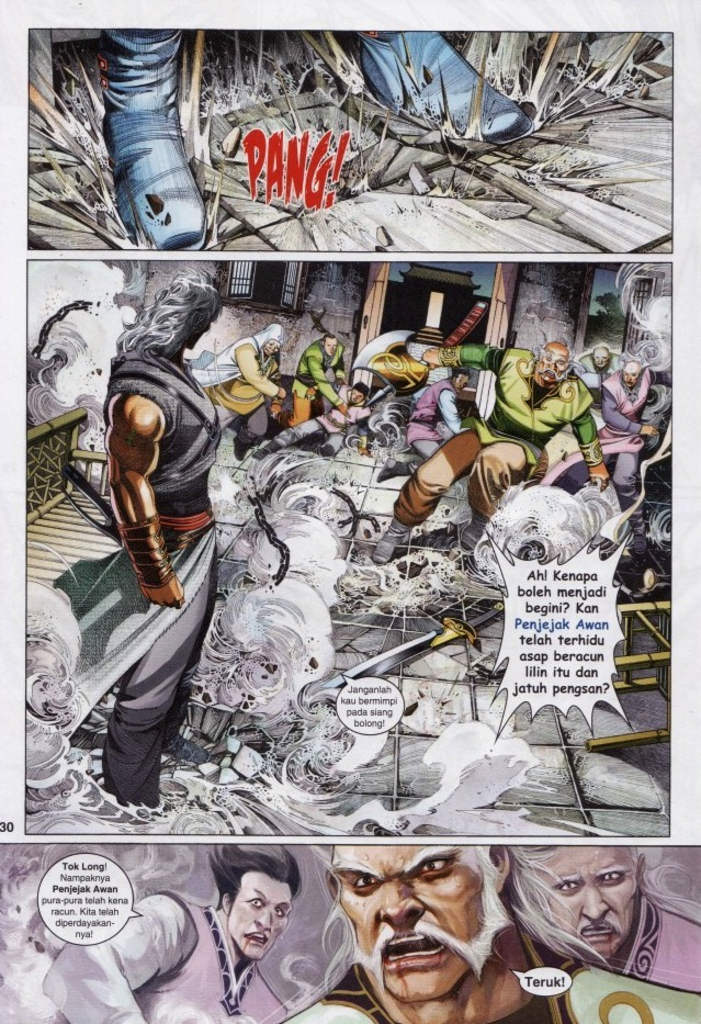 PANG!
Ah! Kenapa
boleh menjadi
begini? Kan
Penjejak Awan
telah terhidu
asap beracun
lilin itu dan
jatuh pengsan?
Janganlah
kau bermimpi
pada siang
bolong!
30
Tok Long!
Nampaknya
Penjejak Awan
pura-pura telah kena
racun. Kita telah
diperdayakan-
nya!
Teruk!